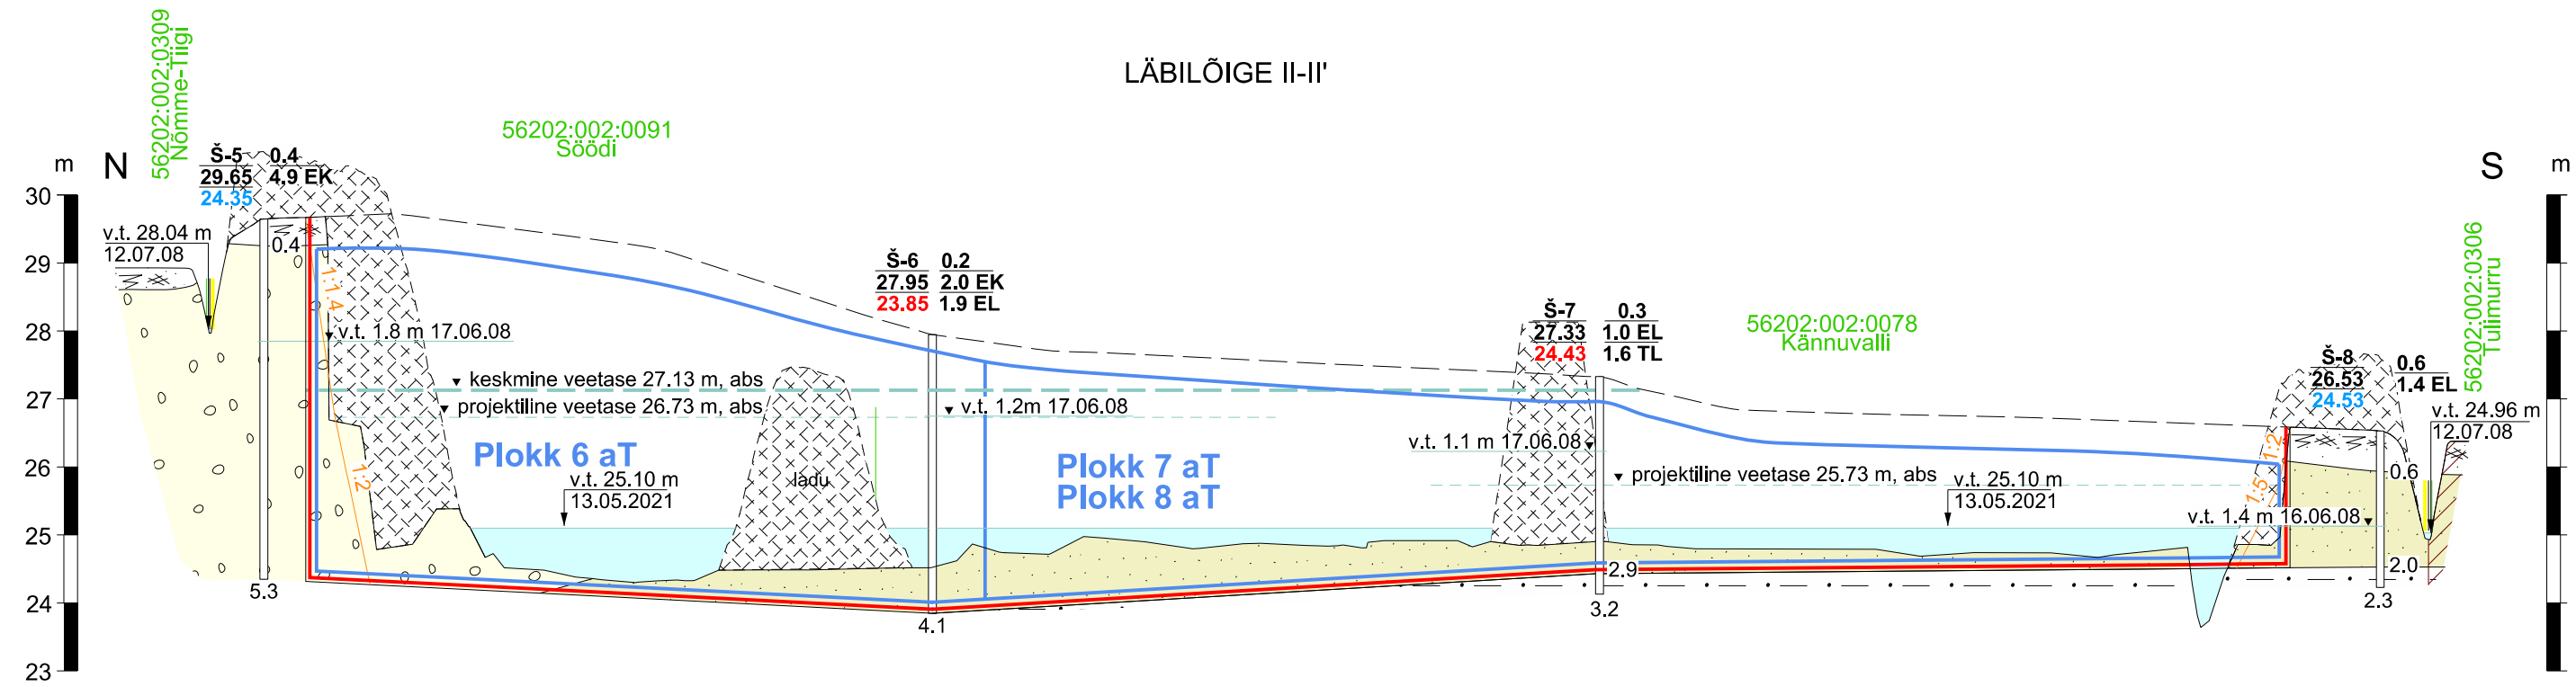 LÄBILÕIGE II-II'
56202:002:0309
Nõmme-Tiigi
56202:002:0091
Söödi
56202:002:0078
Kännuvalli
56202:002:0306
Tulimurru
m
N
S
m
30
29
28
27
26
25
24
23
Š-5 0.4
29.65 4,9 EK
24.35
v.t. 28.04 m
12.07.08
0.4
1:1.4
v.t. 1.8 m 17.06.08
1:2
5.3
keskmine veetase 27.13 m, abs
projektiline veetase 26.73 m, abs
Plokk 6 aT
v.t. 25.10 m
13.05.2021
ladu
Š-6 0.2
27.95 2.0 EK
23.85 1.9 EL
v.t. 1.2m 17.06.08
4.1
Plokk 7 aT
Plokk 8 aT
Š-7 0.3
27.33 1.0 EL
24.43 1.6 TL
v.t. 1.1 m 17.06.08
projektiline veetase 25.73 m, abs
v.t. 25.10 m
13.05.2021
2.9
3.2
Š-8 0.6
26.53 1.4 EL
24.53
v.t. 24.96 m
12.07.08
1:2
1:5
v.t. 1.4 m 16.06.08
0.6
2.0
2.3